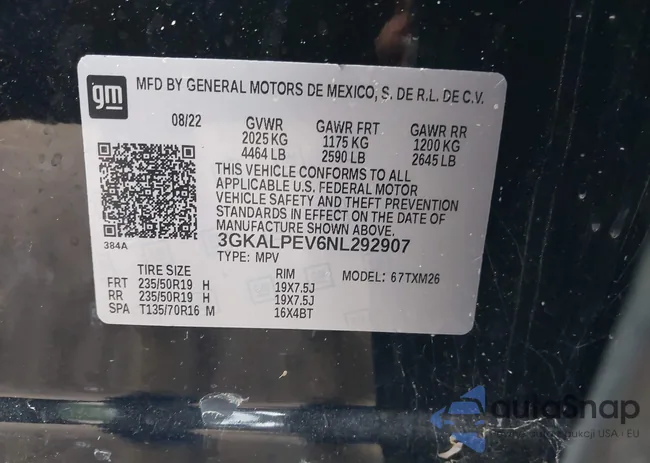 gm
MFD BY GENERAL MOTORS DE MEXICO, S. DE R.L. DE C.V.
08/22 GVWR GAWR FRT GAWR RR
2025 KG 1175 KG 1200 KG
4464 LB 2590 LB 2645 LB
THIS VEHICLE CONFORMS TO ALL
APPLICABLE U.S. FEDERAL MOTOR
VEHICLE SAFETY AND THEFT PREVENTION
STANDARDS IN EFFECT ON THE DATE OF
MANUFACTURE SHOWN ABOVE.
384A
3GKALPEV6NL292907
TYPE: MPV
TIRE SIZE RIM MODEL: 67TXM26
FRT 235/50R19 H 19X7.5J
RR 235/50R19 H 19X7.5J
SPA T135/70R16 M 16X4BT
auraSnap
aukcji USA - EU